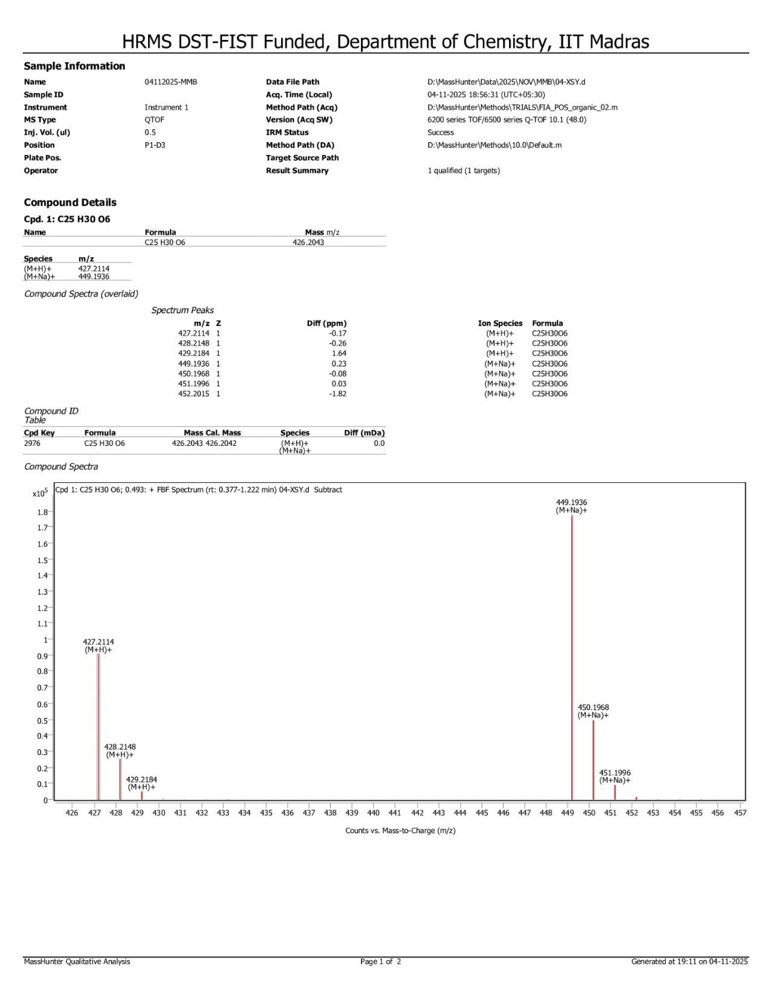 HRMS DST-FIST Funded, Department of Chemistry, IIT Madras
Sample Information
Name 04112025-MMB Data File Path D:\MassHunter\Data\2025\NOV\MMB\04-XSY.d
Sample ID Acq. Time (Local) 04-11-2025 18:56:31 (UTC+05:30)
Instrument Instrument 1 Method Path (Acq) D:\MassHunter\Methods\TRIALS\FIA_POS_organic_02.m
MS Type QTOF Version (Acq SW) 6200 series TOF/6500 series Q-TOF 10.1 (48.0)
Inj. Vol. (ul) 0.5 IRM Status Success
Position P1-D3 Method Path (DA) D:\MassHunter\Methods\10.0\Default.m
Plate Pos. Target Source Path
Operator Result Summary 1 qualified (1 targets)
Compound Details
Cpd. 1: C25 H30 O6
Name Formula Mass m/z
C25 H30 O6 426.2043
Species m/z
(M+H)+ 427.2114
(M+Na)+ 449.1936
Compound Spectra (overlaid)
Spectrum Peaks
m/z Z Diff (ppm) Ion Species Formula
427.2114 1 -0.17 (M+H)+ C25H30O6
428.2148 1 -0.26 (M+H)+ C25H30O6
429.2184 1 1.64 (M+H)+ C25H30O6
449.1936 1 0.23 (M+Na)+ C25H30O6
450.1968 1 -0.08 (M+Na)+ C25H30O6
451.1996 1 0.03 (M+Na)+ C25H30O6
452.2015 1 -1.82 (M+Na)+ C25H30O6
Compound ID
Table
Cpd Key Formula Mass Cal. Mass Species Diff (mDa)
2976 C25 H30 O6 426.2043 426.2042 (M+H)+ 0.0
(M+Na)+
Compound Spectra
x10 5 Cpd 1: C25 H30 O6; 0.493: + FBF Spectrum (rt: 0.377-1.222 min) 04-XSY.d Subtract
449.1936
(M+Na)+
1.8
1.7
1.6
1.5
1.4
1.3
1.2
1.1
1
427.2114
(M+H)+
0.9
0.8
0.7
450.1968
(M+Na)+
0.6
0.5
0.4
428.2148
(M+H)+
0.3
451.1996
(M+Na)+
0.2
429.2184
(M+H)+
0.1
0
426 427 428 429 430 431 432 433 434 435 436 437 438 439 440 441 442 443 444 445 446 447 448 449 450 451 452 453 454 455 456 457
Counts vs. Mass-to-Charge (m/z)
MassHunter Qualitative Analysis Page 1 of 2 Generated at 19:11 on 04-11-2025